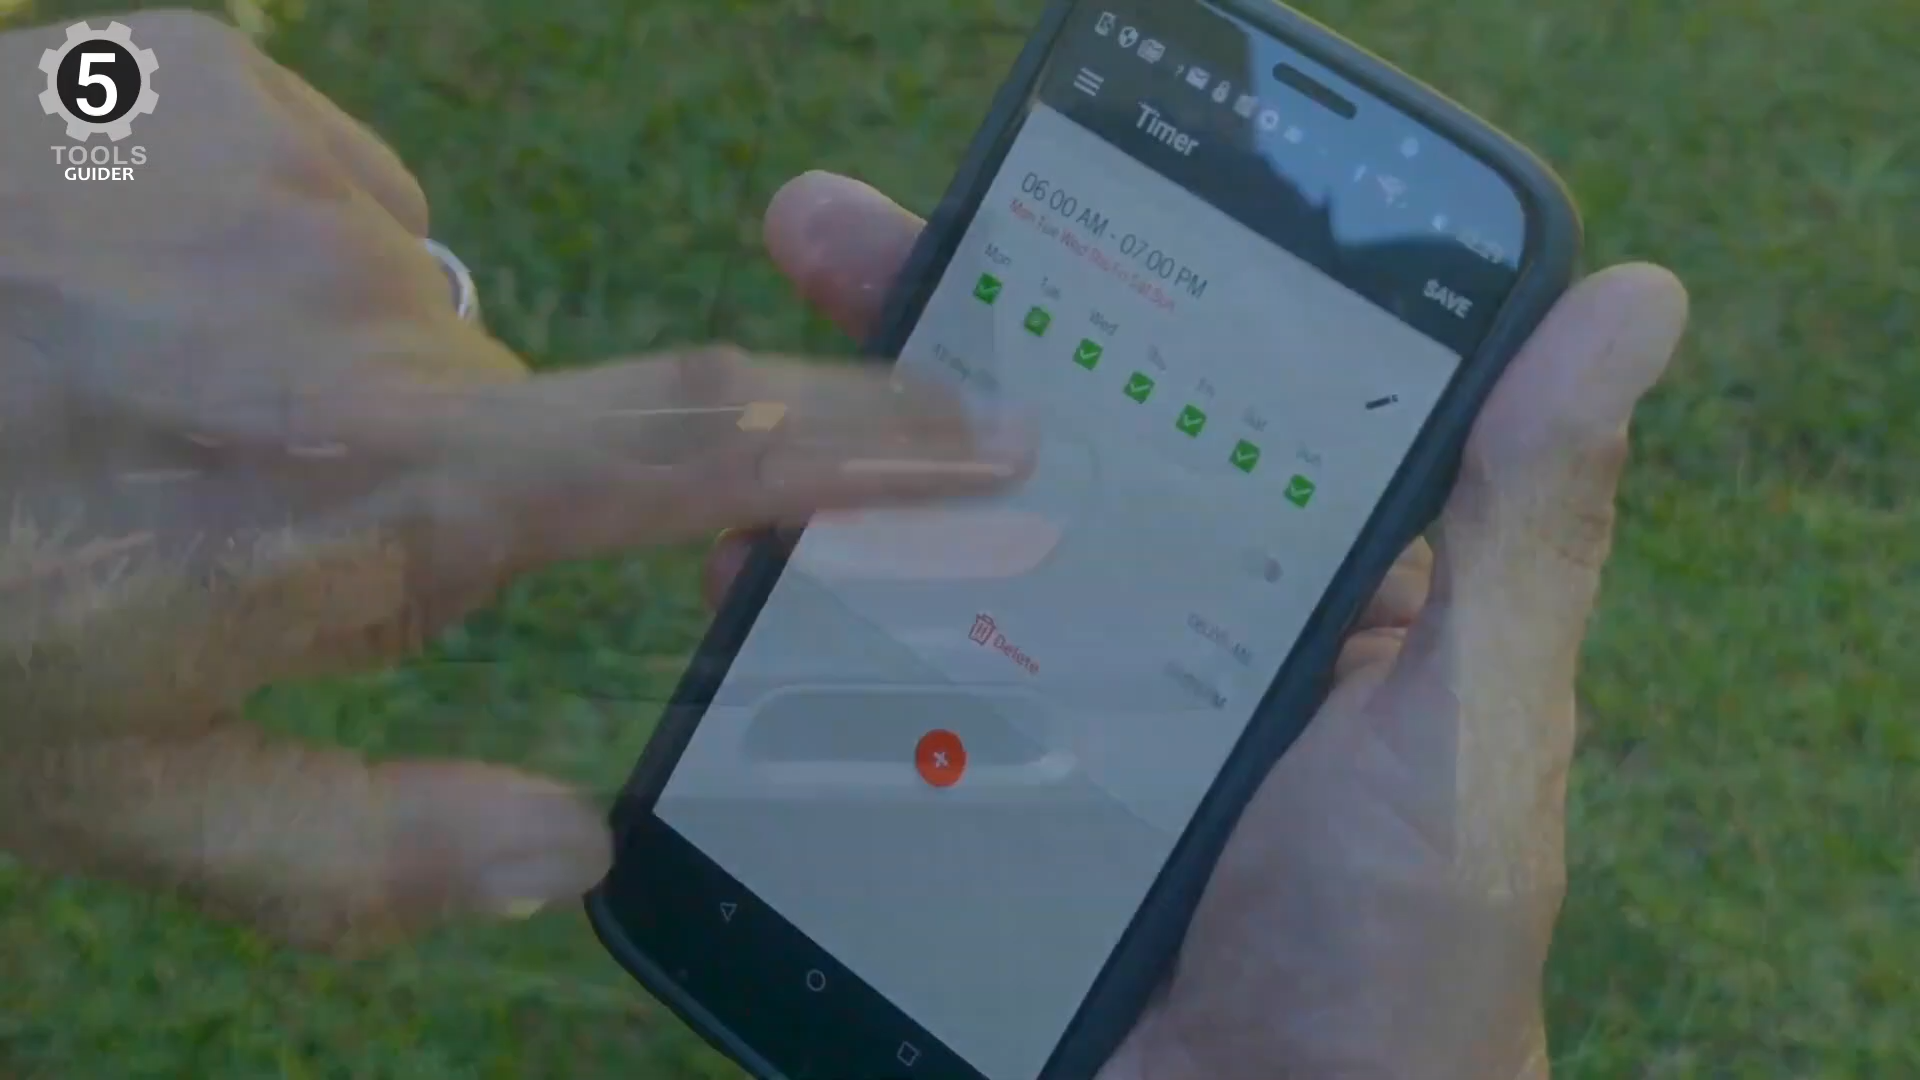 5
TOOLS
GUIDER
Timer
SAVE
06 00 AM - 07 00 PM
Mon Tue Wed Thu Fri Sat Sun
Mon
Tue
Wed
Thu
Fri
Sat
Sun
Delete